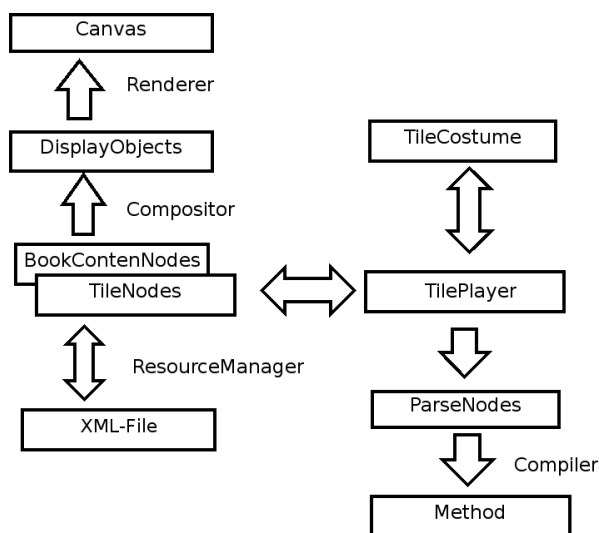 Canvas
Renderer
DisplayObjects
Compositor
BookContenNodes
TileNodes
ResourceManager
XML-File
TileCostume
TilePlayer
ParseNodes
Compiler
Method